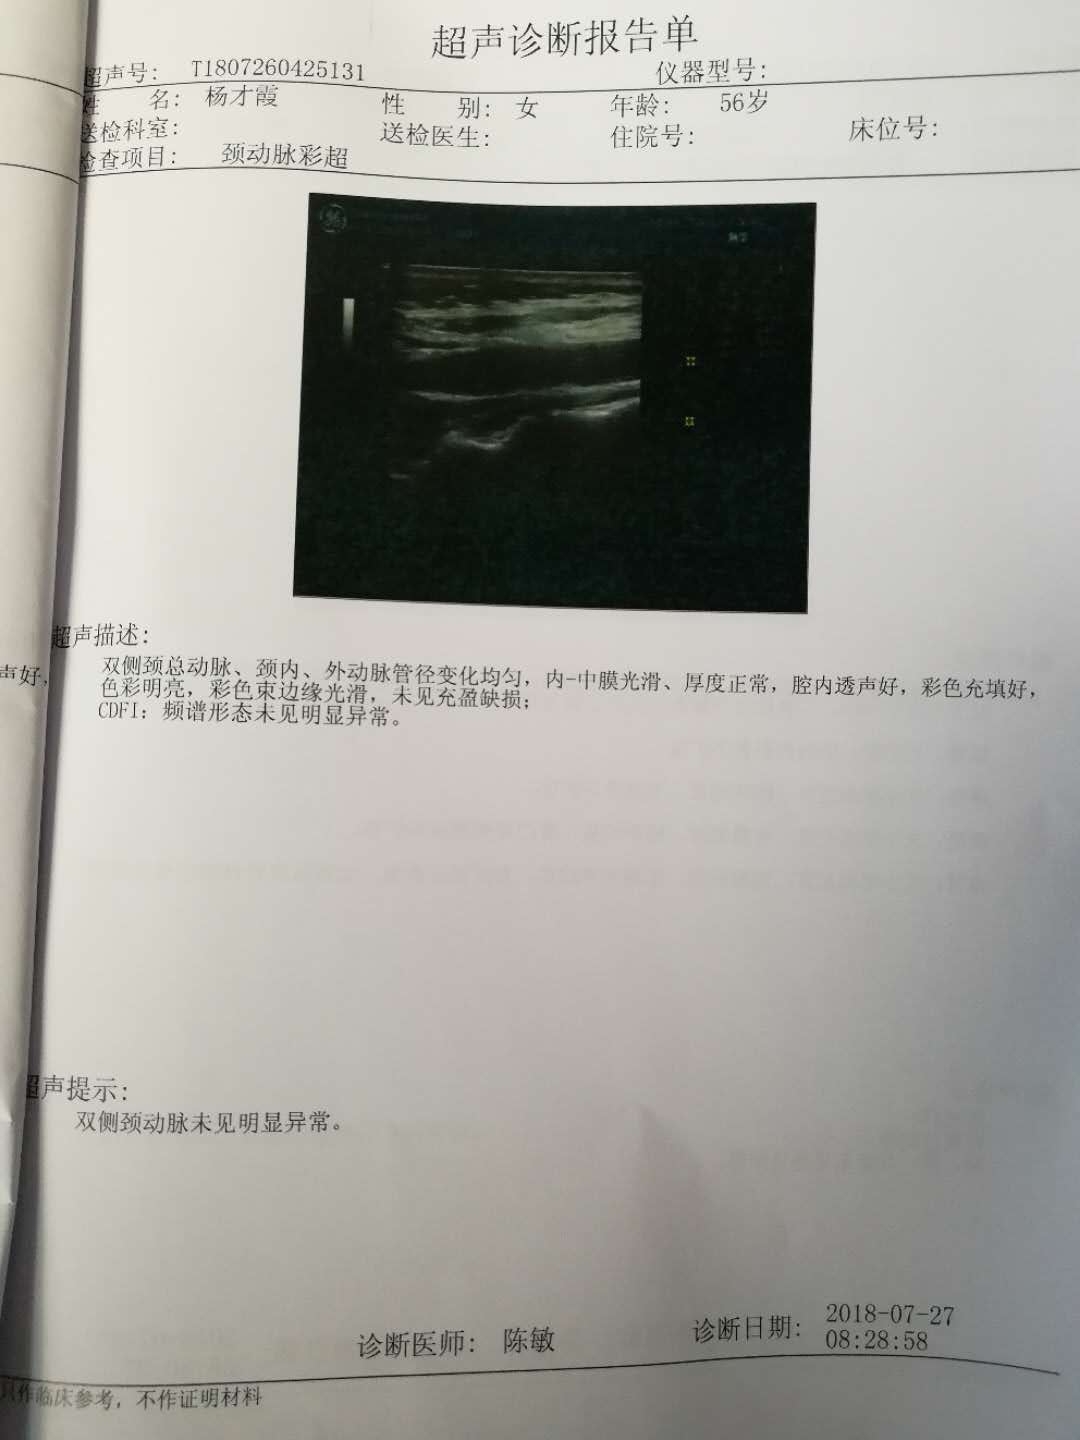 超声诊断报告单
超声号: T1807260425131 仪器型号:
姓 名: 杨才霞 性 别: 女 年龄: 56岁
送检科室: 送检医生: 住院号: 床位号:
检查项目: 颈动脉彩超
超声描述:
声好,
双侧颈总动脉、颈内、外动脉管径变化均匀, 内-中膜光滑、厚度正常, 腔内透声好, 彩色充填好,
色彩明亮, 彩色束边缘光滑, 未见充盈缺损;
CDFI: 频谱形态未见明显异常。
超声提示:
双侧颈动脉未见明显异常。
诊断医师: 陈敏 诊断日期: 2018-07-27
08:28:58
只作临床参考, 不作证明材料